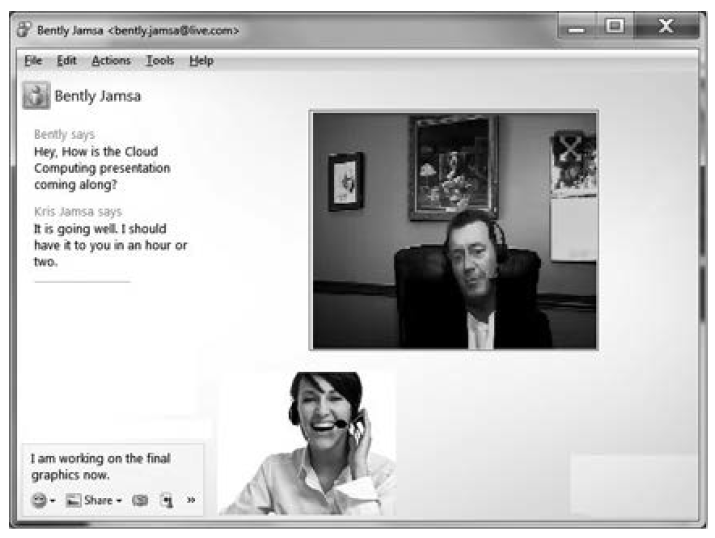 Bently Jamsa <bently.jamsa@live.com>
File Edit Actions Tools Help
Bently Jamsa
Bently says
Hey, How is the Cloud
Computing presentation
coming along?
Kris Jamsa says
It is going well. I should
have it to you in an hour or
two.
I am working on the final
graphics now.
Share